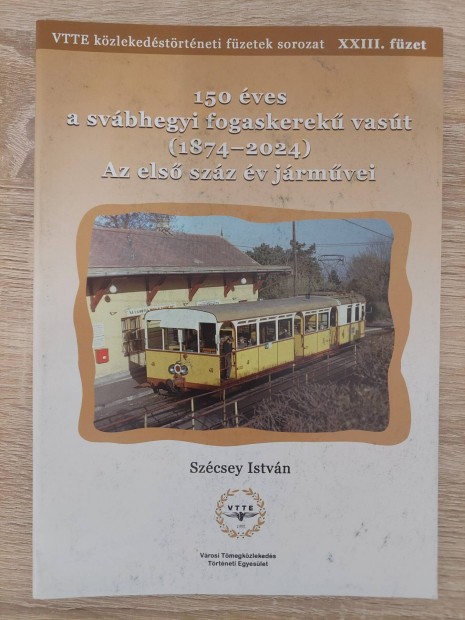 VTTE közlekedéstörténeti füzetek sorozat XXIII. füzet
150 éves
a svábhegyi fogaskerekű vasút
(1874–2024)
Az első száz év járművei
Szécsey István
VTTE
Városi Tömegközlekedés
Történeti Egyesület